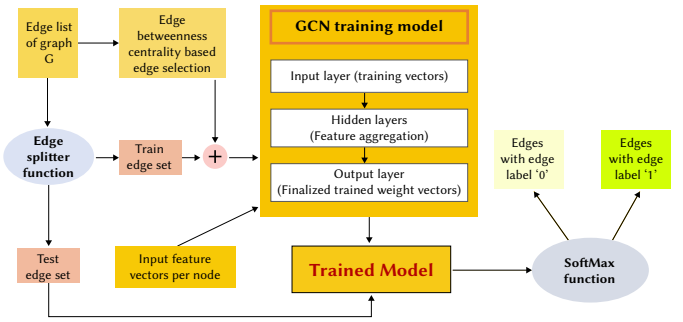 Edge list
of graph
G
Edge
betweenness
centrality based
edge selection
GCN training model
Input layer (training vectors)
Hidden layers
(Feature aggregation)
Output layer
(Finalized trained weight vectors)
Edge
splitter
function
Train
edge set
+
Edges
with edge
label ‘0’
Edges
with edge
label ‘1’
Test
edge set
Input feature
vectors per node
Trained Model
SoftMax
function